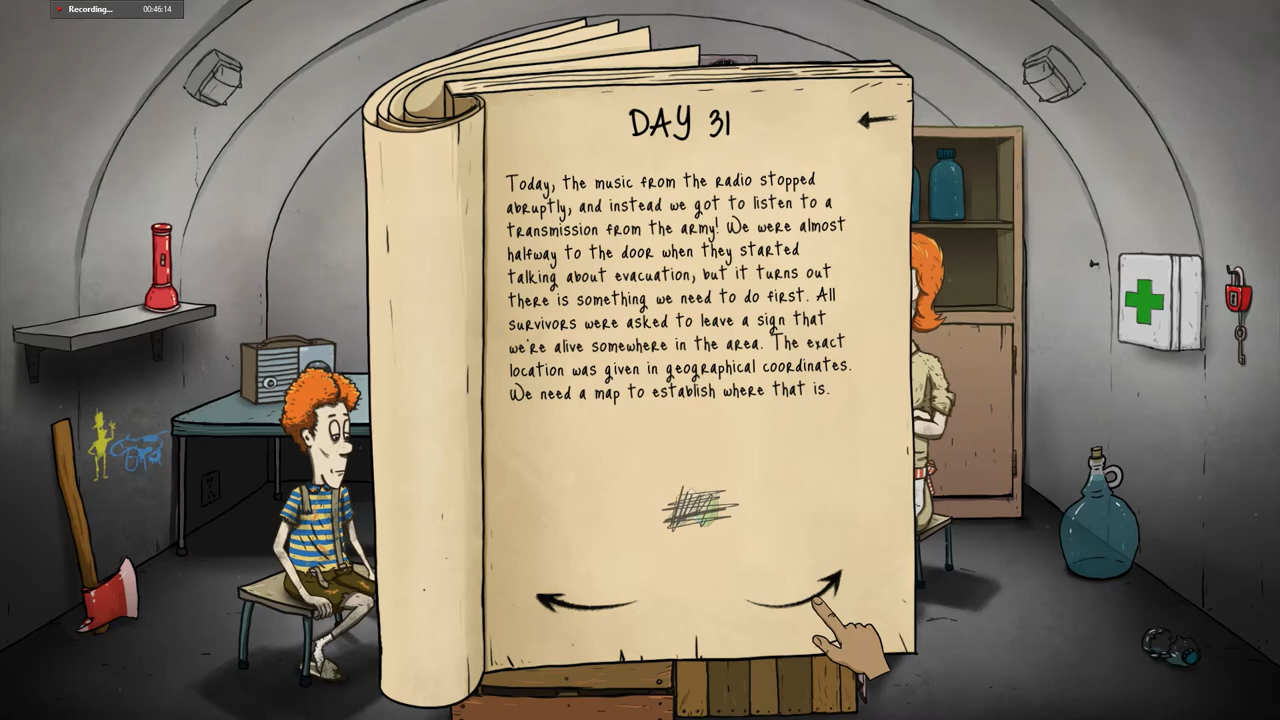 Recording...
00:46:14
DAY 31
Today, the music from the radio stopped
abruptly, and instead we got to listen to a
transmission from the army! We were almost
halfway to the door when they started
talking about evacuation, but it turns out
there is something we need to do first. All
survivors were asked to leave a sign that
we're alive somewhere in the area. The exact
location was given in geographical coordinates.
We need a map to establish where that is.